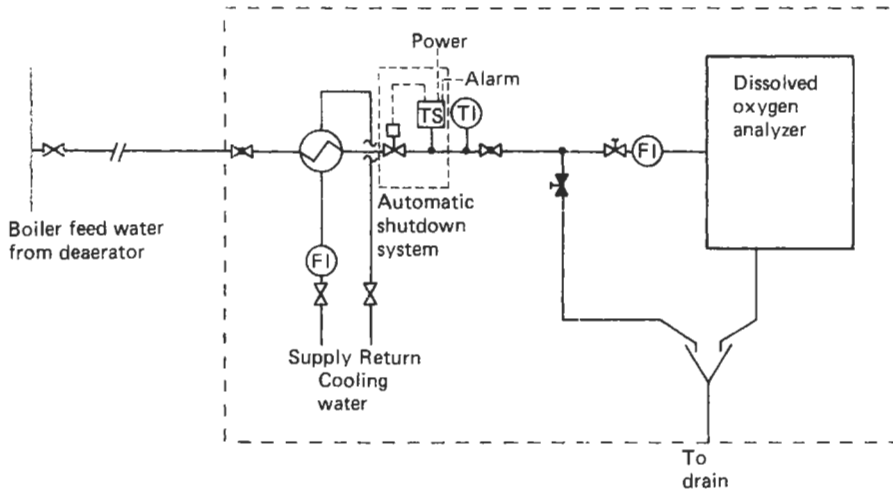 Power
Alarm
TS
TI
Dissolved
oxygen
analyzer
FI
Boiler feed water
from deaerator
Automatic
shutdown
system
FI
Supply Return
Cooling
water
To
drain